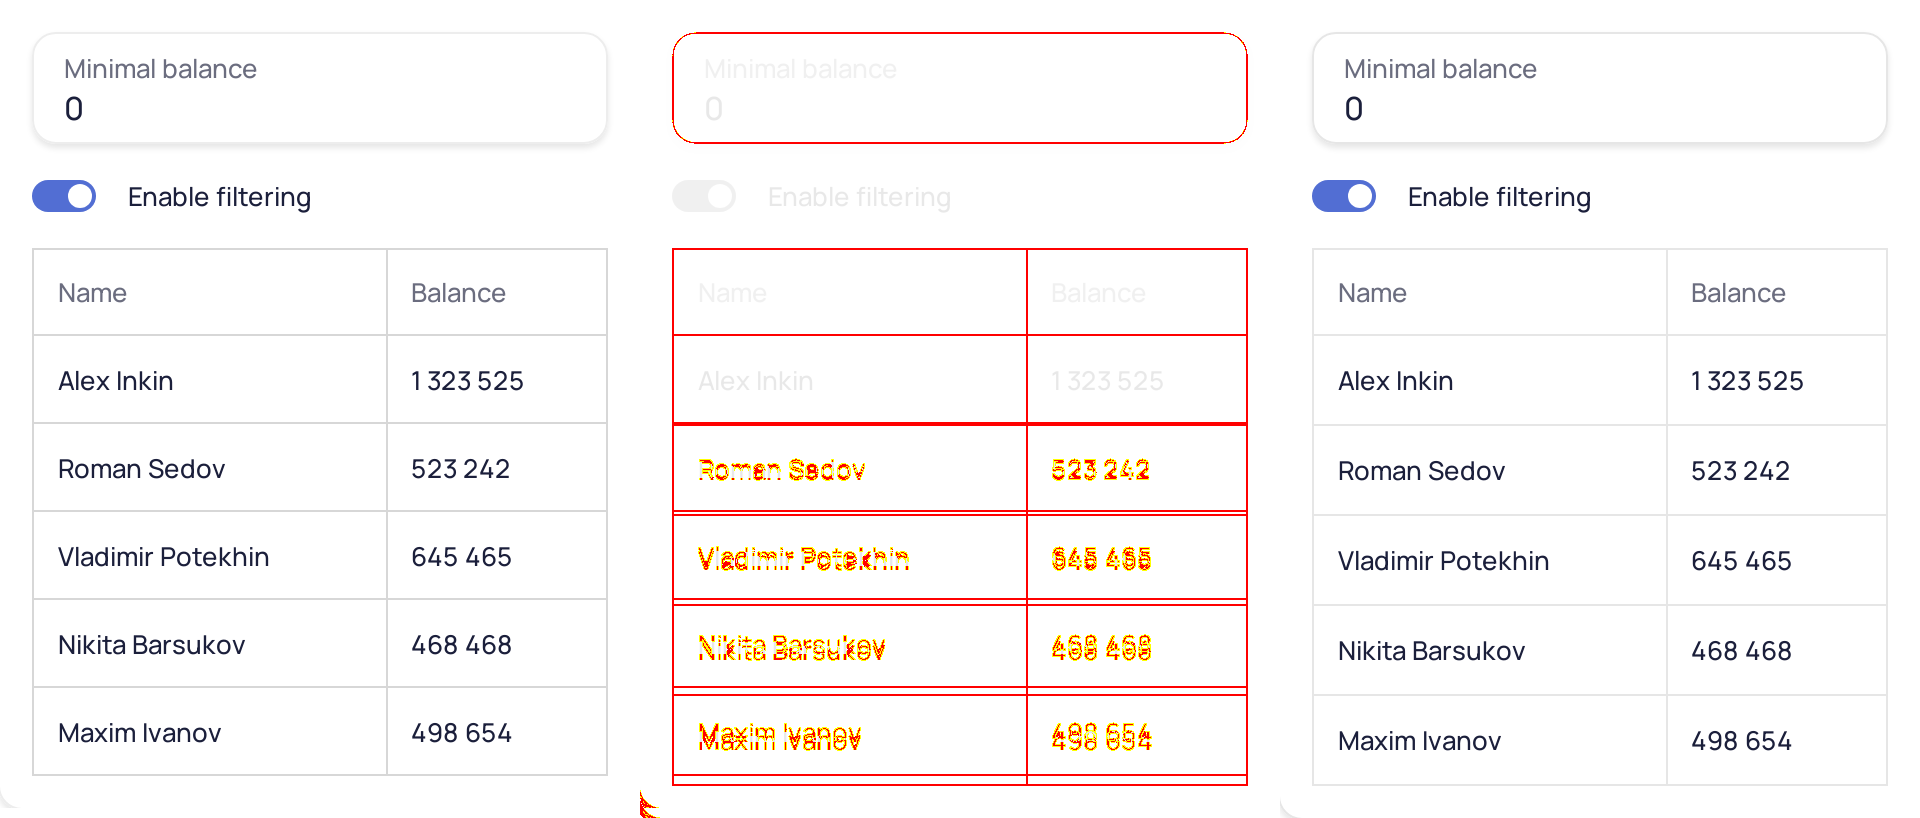 Minimal balance
0
Enable filtering
Name Balance
Alex Inkin 1 323 525
Roman Sedov 523 242
Vladimir Potekhin 645 465
Nikita Barsukov 468 468
Maxim Ivanov 498 654
Minimal balance
0
Enable filtering
Name Balance
Alex Inkin 1 323 525
Roman Sedov 523 242
Vladimir Potekhin 645 465
Nikita Barsukov 468 468
Maxim Ivanov 498 654
Minimal balance
0
Enable filtering
Name Balance
Alex Inkin 1 323 525
Roman Sedov 523 242
Vladimir Potekhin 645 465
Nikita Barsukov 468 468
Maxim Ivanov 498 654